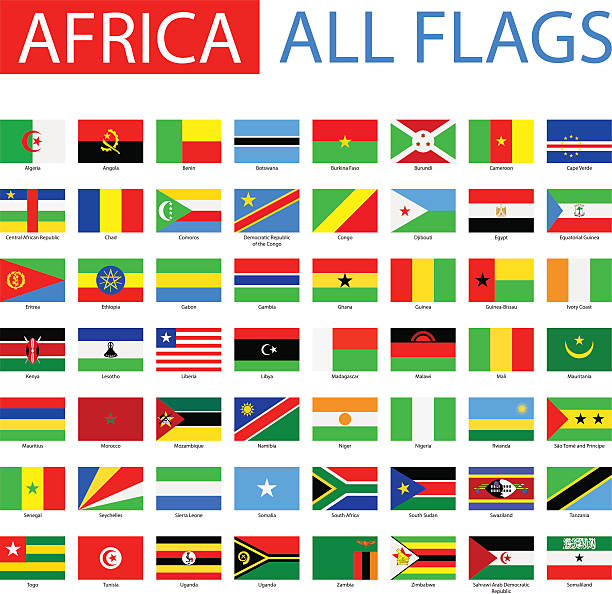 AFRICA ALL FLAGS
Algeria Angola Benin Botswana Burkina Faso Burundi Cameroon Cape Verde
Central African Republic Chad Comoros Democratic Republic of the Congo Congo Djibouti Egypt Equatorial Guinea
Eritrea Ethiopia Gabon Gambia Ghana Guinea Guinea-Bissau Ivory Coast
Kenya Lesotho Liberia Libya Madagascar Malawi Mali Mauritania
Mauritius Morocco Mozambique Namibia Niger Nigeria Rwanda São Tomé and Príncipe
Senegal Seychelles Sierra Leone Somalia South Africa South Sudan Swaziland Tanzania
Togo Tunisia Uganda Uganda Zambia Zimbabwe Sahrawi Arab Democratic Republic Somaliland